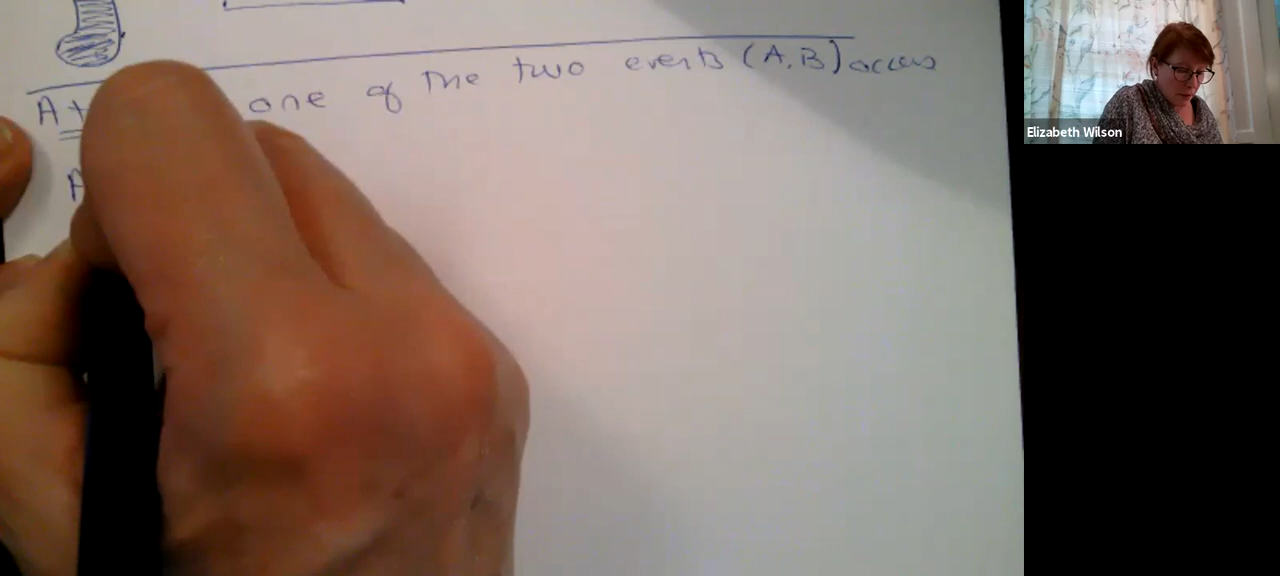 one of the two events (A, B) occurs
A
Elizabeth Wilson